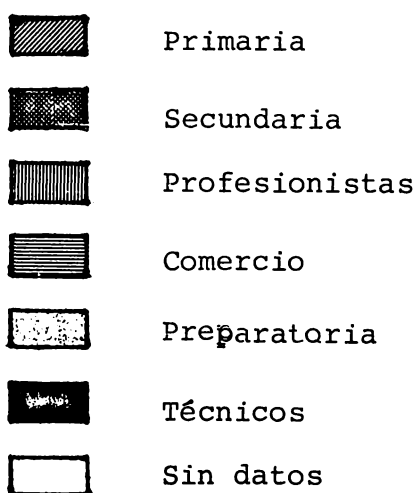 Primaria
Secundaria
Profesionistas
Comercio
Preparatoria
Técnicos
Sin datos